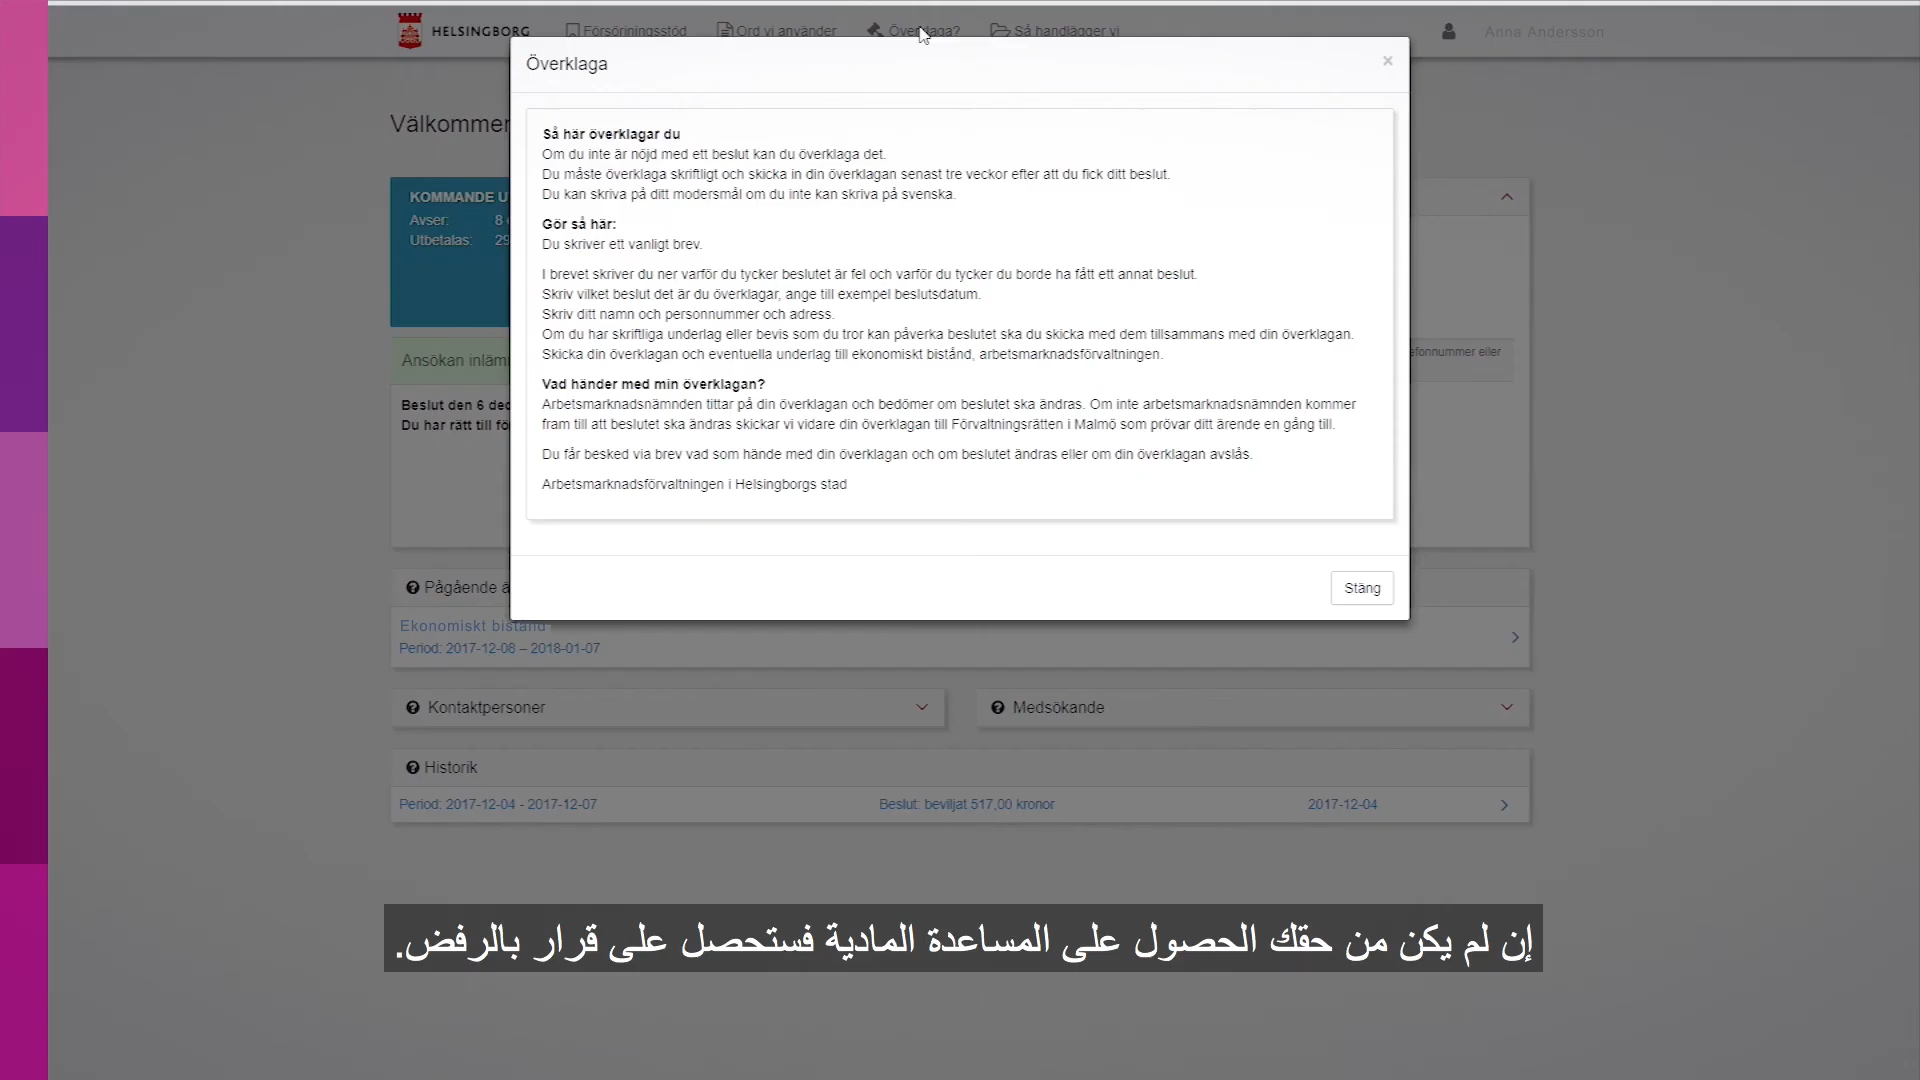 HELSINGBORG
Försörjningsstöd
Ord vi använder
Överklaga?
Så handlägger vi
Anna Andersson
Överklaga
×
Så här överklagar du
Om du inte är nöjd med ett beslut kan du överklaga det.
Du måste överklaga skriftligt och skicka in din överklagan senast tre veckor efter att du fick ditt beslut.
Du kan skriva på ditt modersmål om du inte kan skriva på svenska.
Gör så här:
Du skriver ett vanligt brev.
I brevet skriver du ner varför du tycker beslutet är fel och varför du tycker du borde ha fått ett annat beslut.
Skriv vilket beslut det är du överklagar, ange till exempel beslutsdatum.
Skriv ditt namn och personnummer och adress.
Om du har skriftliga underlag eller bevis som du tror kan påverka beslutet ska du skicka med dem tillsammans med din överklagan.
Skicka din överklagan och eventuella underlag till ekonomiskt bistånd, arbetsmarknadsförvaltningen.
Vad händer med min överklagan?
Arbetsmarknadsnämnden tittar på din överklagan och bedömer om beslutet ska ändras. Om inte arbetsmarknadsnämnden kommer
fram till att beslutet ska ändras skickar vi vidare din överklagan till Förvaltningsrätten i Malmö som prövar ditt ärende en gång till.
Du får besked via brev vad som hände med din överklagan och om beslutet ändras eller om din överklagan avslås.
Arbetsmarknadsförvaltningen i Helsingborgs stad
Stäng
Välkommen
KOMMANDE U
Avser: 8
Utbetalas: 29
Ansökan inläm
efonnummer eller
Beslut den 6 dec
Du har rätt till fö
Pågående ä
Ekonomiskt bistånd
Period: 2017-12-08 – 2018-01-07
Kontaktpersoner
Medsökande
Historik
Period: 2017-12-04 - 2017-12-07
Beslut: beviljat 517,00 kronor
2017-12-04
إن لم يكن من حقك الحصول على المساعدة المادية فستحصل على قرار بالرفض.